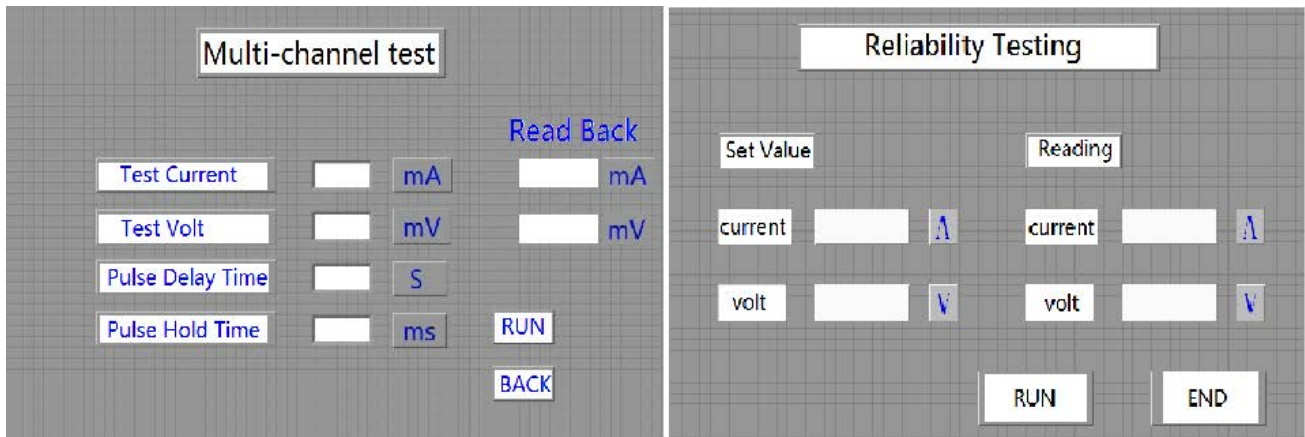 Multi-channel test
Read Back
Test Current mA mA
Test Volt mV mV
Pulse Delay Time S
Pulse Hold Time ms
RUN
BACK
Reliability Testing
Set Value Reading
current A current A
volt V volt V
RUN END